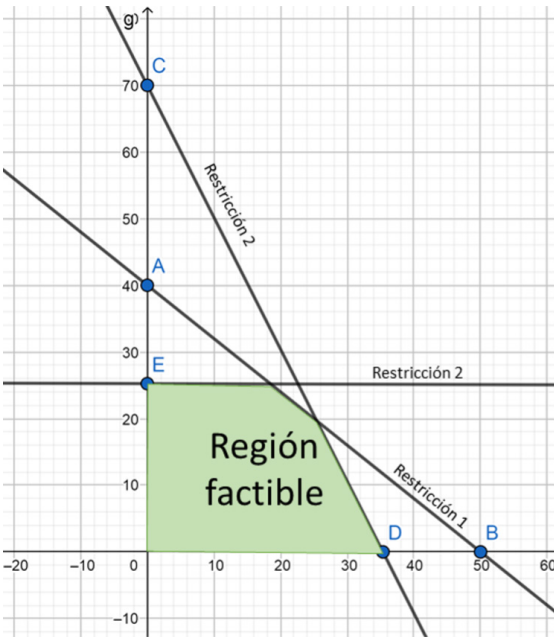 g)
C
70
60
Restricción 2
50
A
40
30
E
Restricción 2
20
Región
factible
10
Restricción 1
D
B
–20
–10
0
10
20
30
40
50
60
–10